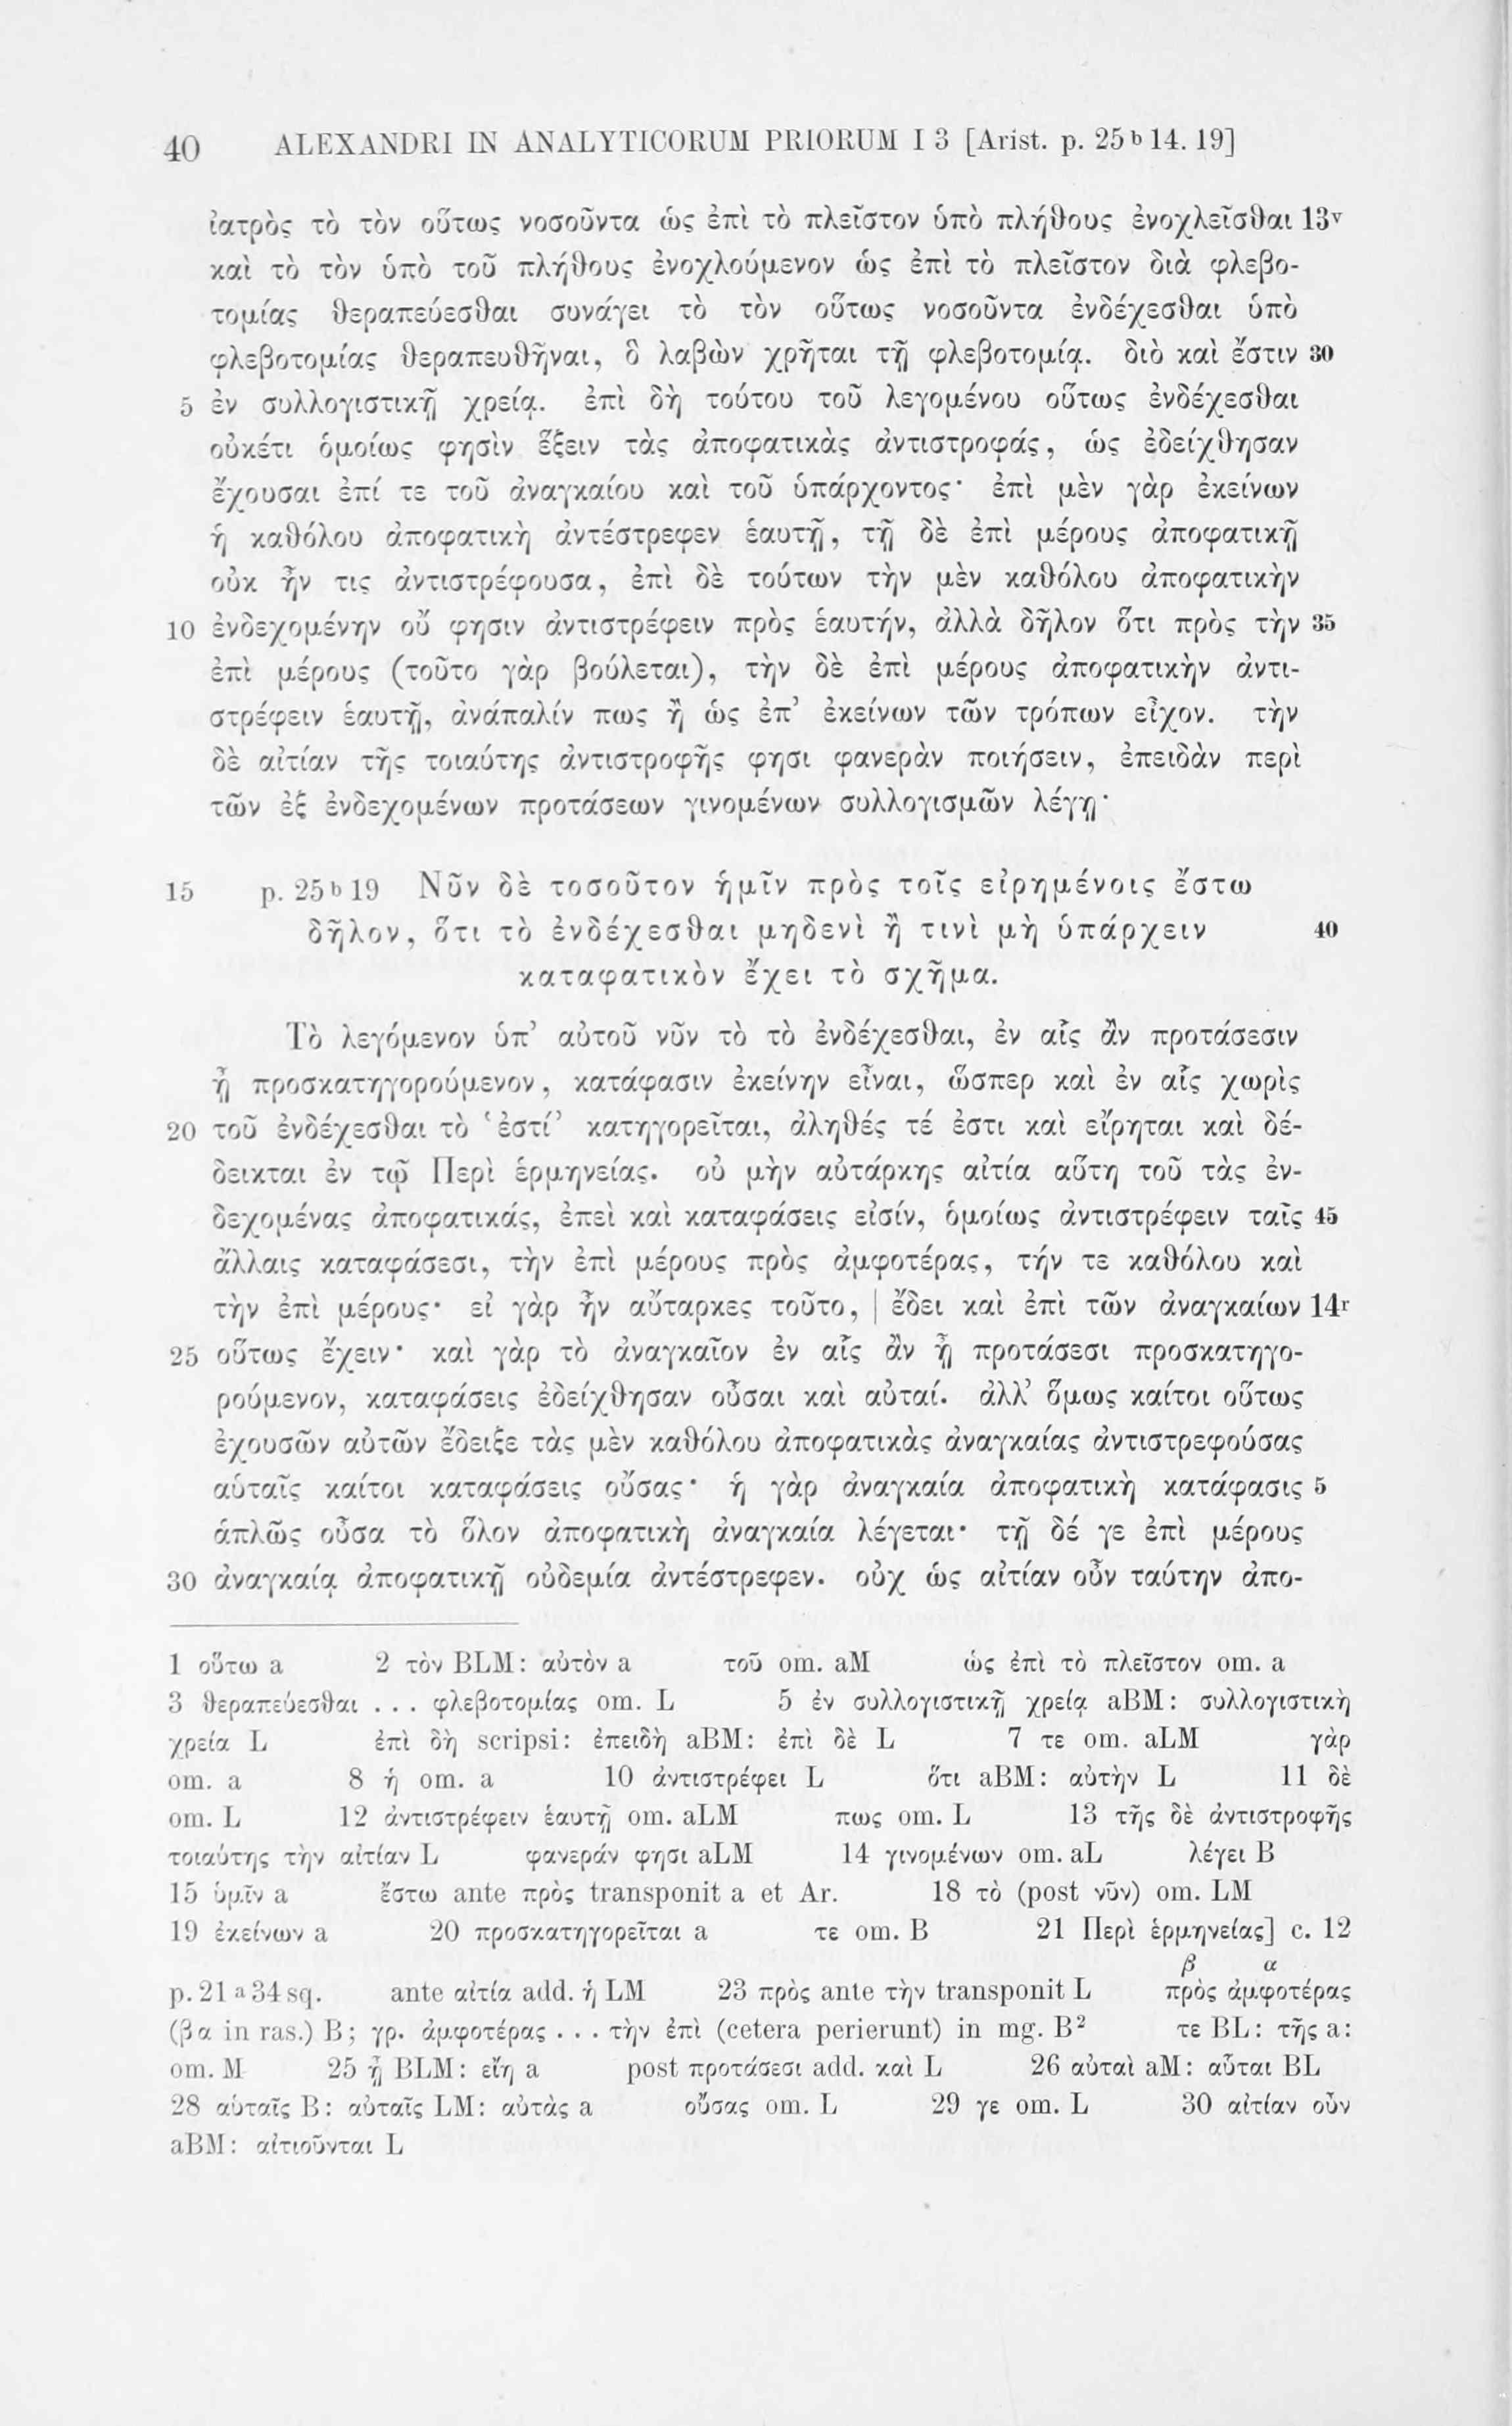 40 ALEXANDRI IN ANALYTICORUM PRIORUM I 3 [Arist. p. 25ᵇ14. 19]
ἰατρὸς τὸ τὸν οὕτως νοσοῦντα ὡς ἐπὶ τὸ πλεῖστον ὑπὸ πλήθους ἐνοχλεῖσθαι 13ᵛ
καὶ τὸ τὸν ὑπὸ τοῦ πλήθους ἐνοχλούμενον ὡς ἐπὶ τὸ πλεῖστον διὰ φλεβο-
τομίας θεραπεύεσθαι συνάγει τὸ τὸν οὕτως νοσοῦντα ἐνδέχεσθαι ὑπὸ
φλεβοτομίας θεραπευθῆναι, ὃ λαβὼν χρῆται τῇ φλεβοτομίᾳ. διὸ καὶ ἔστιν 30
5 ἐν συλλογιστικῇ χρείᾳ. ἐπὶ δὴ τούτου τοῦ λεγομένου οὕτως ἐνδέχεσθαι
οὐκέτι ὁμοίως φησὶν ἕξειν τὰς ἀποφατικὰς ἀντιστροφάς, ὡς ἐδείχθησαν
ἔχουσαι ἐπί τε τοῦ ἀναγκαίου καὶ τοῦ ὑπάρχοντος· ἐπὶ μὲν γὰρ ἐκείνων
ἡ καθόλου ἀποφατικὴ ἀντέστρεφεν ἑαυτῇ, τῇ δὲ ἐπὶ μέρους ἀποφατικῇ
οὐκ ἦν τις ἀντιστρέφουσα, ἐπὶ δὲ τούτων τὴν μὲν καθόλου ἀποφατικὴν
10 ἐνδεχομένην οὔ φησιν ἀντιστρέφειν πρὸς ἑαυτήν, ἀλλὰ δῆλον ὅτι πρὸς τὴν 35
ἐπὶ μέρους (τοῦτο γὰρ βούλεται), τὴν δὲ ἐπὶ μέρους ἀποφατικὴν ἀντι-
στρέφειν ἑαυτῇ, ἀνάπαλίν πως ἢ ὡς ἐπ’ ἐκείνων τῶν τρόπων εἶχον. τὴν
δὲ αἰτίαν τῆς τοιαύτης ἀντιστροφῆς φησι φανερὰν ποιήσειν, ἐπειδὰν περὶ
τῶν ἐξ ἐνδεχομένων προτάσεων γινομένων συλλογισμῶν λέγῃ·
15 p. 25ᵇ19 Νῦν δὲ τοσοῦτον ἡμῖν πρὸς τοῖς εἰρημένοις ἔστω
δῆλον, ὅτι τὸ ἐνδέχεσθαι μηδενὶ ἢ τινὶ μὴ ὑπάρχειν 40
καταφατικὸν ἔχει τὸ σχῆμα.
Τὸ λεγόμενον ὑπ’ αὐτοῦ νῦν τὸ τὸ ἐνδέχεσθαι, ἐν αἷς ἂν προτάσεσιν
ᾖ προσκατηγορούμενον, κατάφασιν ἐκείνην εἶναι, ὥσπερ καὶ ἐν αἷς χωρὶς
20 τοῦ ἐνδέχεσθαι τὸ ‘ἐστί’ κατηγορεῖται, ἀληθές τέ ἐστι καὶ εἴρηται καὶ δέ-
δεικται ἐν τῷ Περὶ ἑρμηνείας. οὐ μὴν αὐτάρκης αἰτία αὕτη τοῦ τὰς ἐν-
δεχομένας ἀποφατικάς, ἐπεὶ καὶ καταφάσεις εἰσίν, ὁμοίως ἀντιστρέφειν ταῖς 45
ἄλλαις καταφάσεσι, τὴν ἐπὶ μέρους πρὸς ἀμφοτέρας, τήν τε καθόλου καὶ
τὴν ἐπὶ μέρους· εἰ γὰρ ἦν αὔταρκες τοῦτο, | ἔδει καὶ ἐπὶ τῶν ἀναγκαίων 14ʳ
25 οὕτως ἔχειν· καὶ γὰρ τὸ ἀναγκαῖον ἐν αἷς ἂν ᾖ προτάσεσι προσκατηγο-
ρούμενον, καταφάσεις ἐδείχθησαν οὖσαι καὶ αὐταί. ἀλλ’ ὅμως καίτοι οὕτως
ἐχουσῶν αὐτῶν ἔδειξε τὰς μὲν καθόλου ἀποφατικὰς ἀναγκαίας ἀντιστρεφούσας
αὑταῖς καίτοι καταφάσεις οὔσας· ἡ γὰρ ἀναγκαία ἀποφατικὴ κατάφασις 5
ἁπλῶς οὖσα τὸ ὅλον ἀποφατικὴ ἀναγκαία λέγεται· τῇ δέ γε ἐπὶ μέρους
30 ἀναγκαίᾳ ἀποφατικῇ οὐδεμία ἀντέστρεφεν. οὐχ ὡς αἰτίαν οὖν ταύτην ἀπο-
1 οὕτω a 2 τὸν BLM: αὐτὸν a τοῦ om. aM ὡς ἐπὶ τὸ πλεῖστον om. a
3 θεραπεύεσθαι . . . φλεβοτομίας om. L 5 ἐν συλλογιστικῇ χρείᾳ aBM: συλλογιστικὴ
χρεία L ἐπὶ δὴ scripsi: ἐπειδὴ aBM: ἐπὶ δὲ L 7 τε om. aLM γὰρ
om. a 8 ἡ om. a 10 ἀντιστρέφει L ὅτι aBM: αὐτὴν L 11 δὲ
om. L 12 ἀντιστρέφειν ἑαυτῇ om. aLM πως om. L 13 τῆς δὲ ἀντιστροφῆς
τοιαύτης τὴν αἰτίαν L φανεράν φησι aLM 14 γινομένων om. aL λέγει B
15 ὑμῖν a ἔστω ante πρὸς transponit a et Ar. 18 τὸ (post νῦν) om. LM
19 ἐκείνων a 20 προσκατηγορεῖται a τε om. B 21 Περὶ ἑρμηνείας] c. 12
β α
p. 21ᵃ34 sq. ante αἰτία add. ἡ LM 23 πρὸς ante τὴν transponit L πρὸς ἀμφοτέρας
(βα in ras.) B; γρ. ἀμφοτέρας . . . τὴν ἐπὶ (cetera perierunt) in mg. B² τε BL: τῆς a:
om. M 25 ᾖ BLM: εἴη a post προτάσεσι add. καὶ L 26 αὐταὶ aM: αὗται BL
28 αὑταῖς B: αὐταῖς LM: αὐτὰς a οὔσας om. L 29 γε om. L 30 αἰτίαν οὖν
aBM: αἰτιοῦνται L